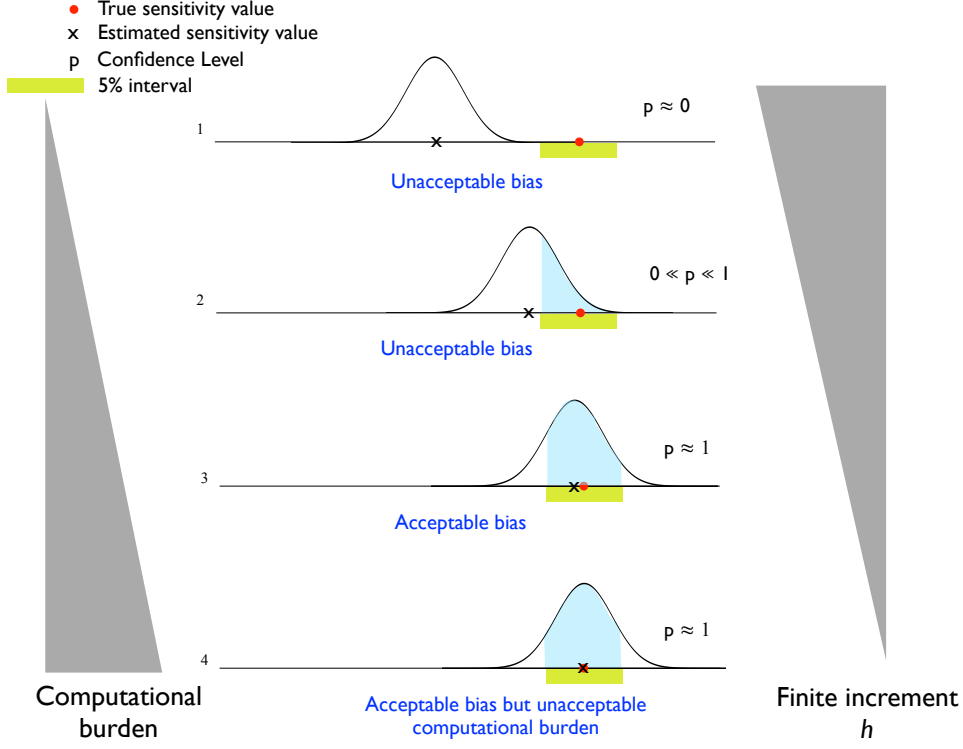 True sensitivity value
x Estimated sensitivity value
p Confidence Level
5% interval
1
p ≈ 0
Unacceptable bias
2
0 ≪ p ≪ 1
Unacceptable bias
3
p ≈ 1
Acceptable bias
4
p ≈ 1
Acceptable bias but unacceptable
computational burden
Computational
burden
Finite increment
h